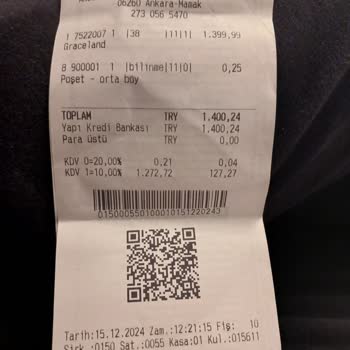 06260 Ankara-Mamak
273 056 5470
1 7522007 1 |38 |11|1| 1.399,99
Graceland
8 900001 1 |bilinme|11|0| 0,25
Poşet - orta boy
TOPLAM TRY 1.400,24
Yapı Kredi Bankası TRY 1.400,24
Para üstü TRY 0,00
KDV 0=20,00% 0,21 0,04
KDV 1=10,00% 1.272,72 127,27
01500055100010151220243
Tarih:15.12.2024 Zam.:12:21:15 Fiş: 10
Şirk.:0150 Sat.:0055 Kasa:01 Kul.:015611